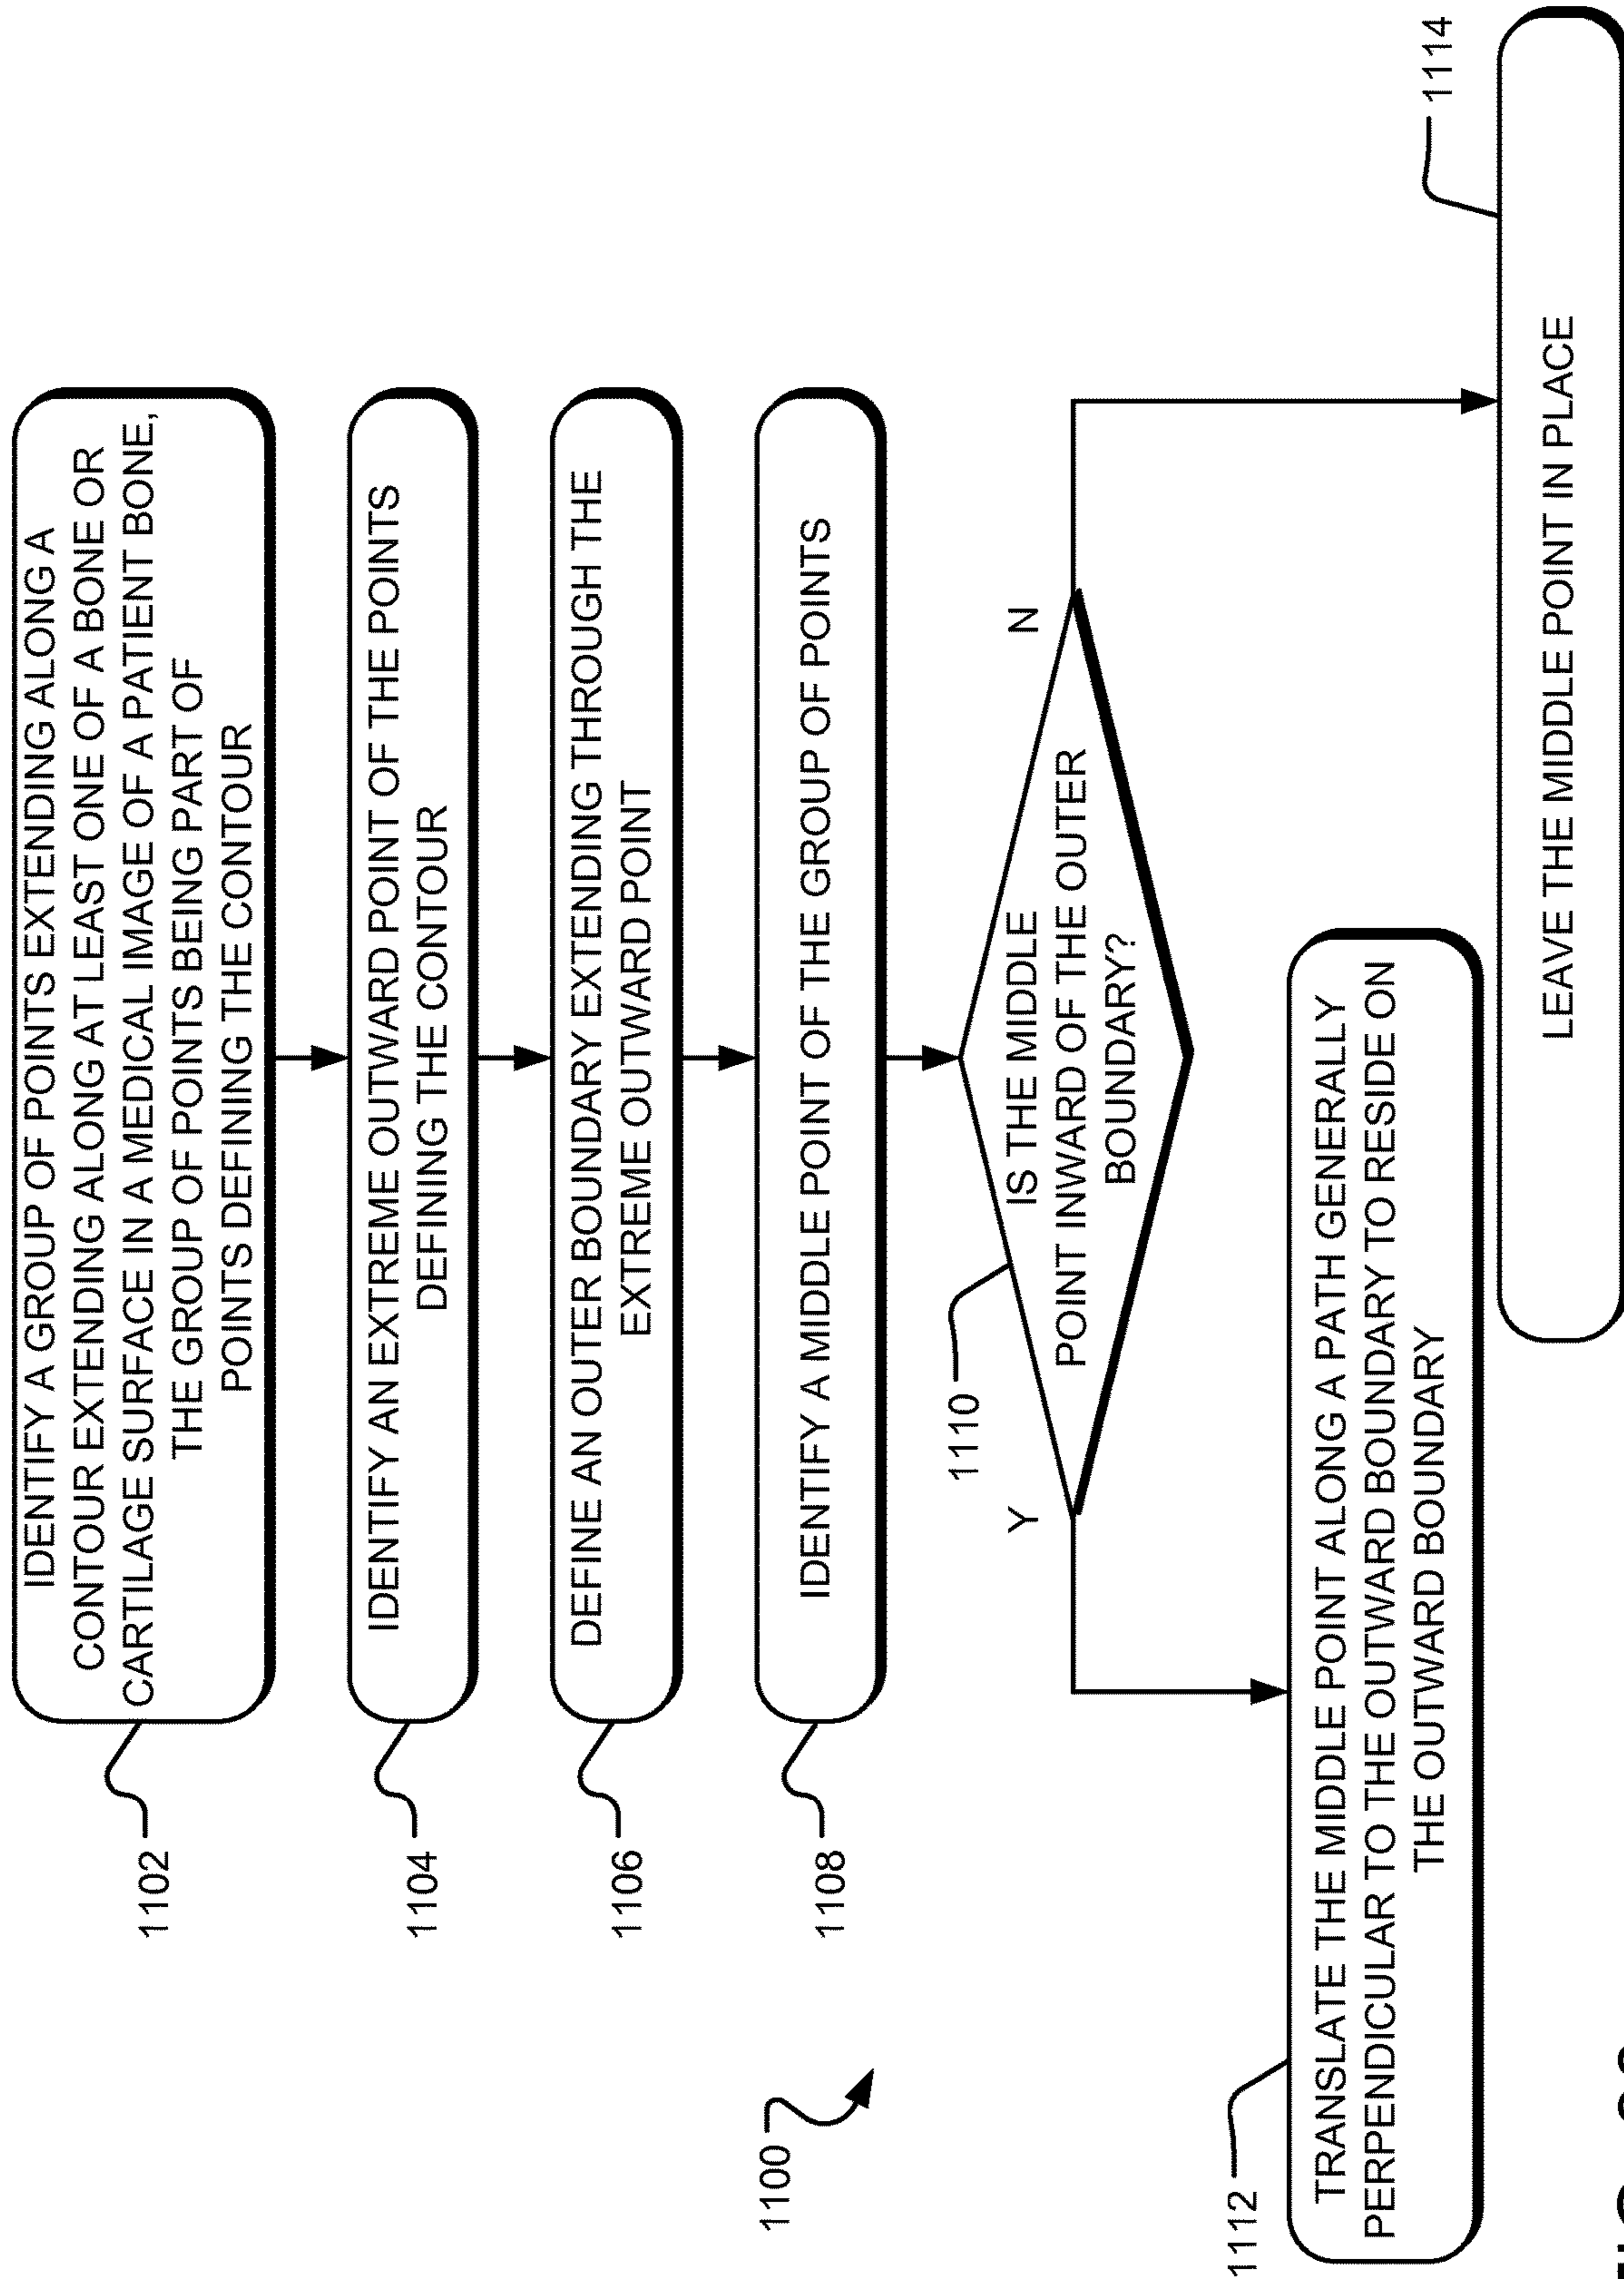 IDENTIFY A GROUP OF POINTS EXTENDING ALONG A
CONTOUR EXTENDING ALONG AT LEAST ONE OF A BONE OR
CARTILAGE SURFACE IN A MEDICAL IMAGE OF A PATIENT BONE,
THE GROUP OF POINTS BEING PART OF
POINTS DEFINING THE CONTOUR
1102
IDENTIFY AN EXTREME OUTWARD POINT OF THE POINTS
DEFINING THE CONTOUR
1104
DEFINE AN OUTER BOUNDARY EXTENDING THROUGH THE
EXTREME OUTWARD POINT
1106
IDENTIFY A MIDDLE POINT OF THE GROUP OF POINTS
1108
1100
1110
Y
IS THE MIDDLE
POINT INWARD OF THE OUTER
BOUNDARY?
N
1112
TRANSLATE THE MIDDLE POINT ALONG A PATH GENERALLY
PERPENDICULAR TO THE OUTWARD BOUNDARY TO RESIDE ON
THE OUTWARD BOUNDARY
1114
LEAVE THE MIDDLE POINT IN PLACE